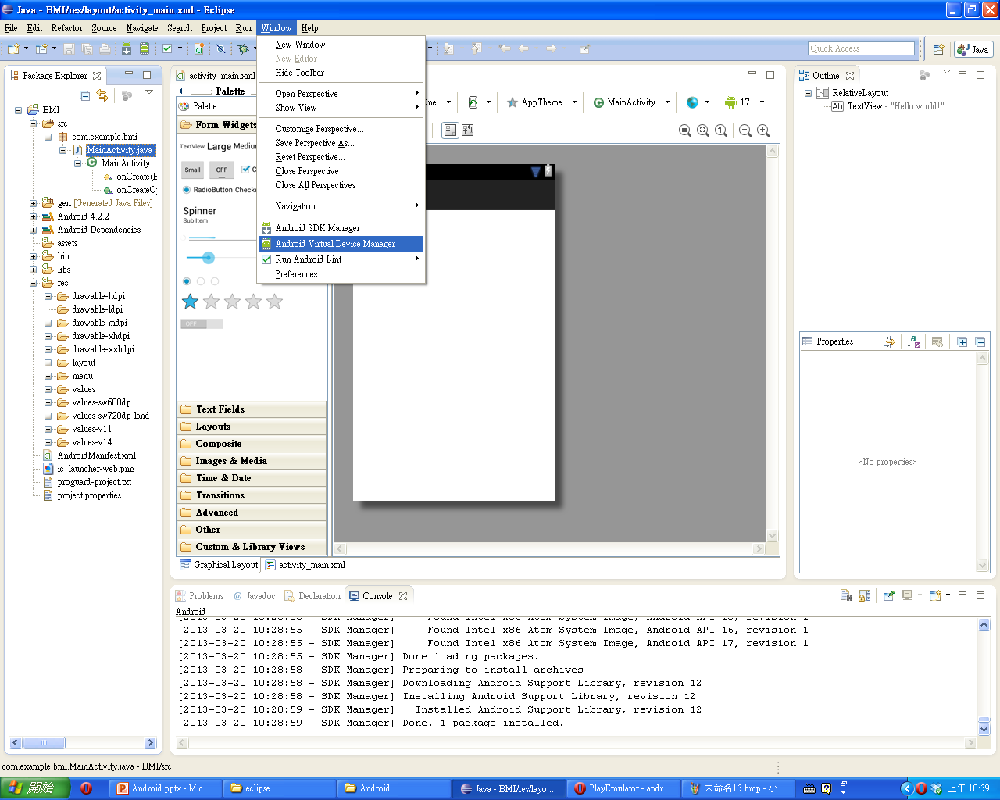 Java - BMI/res/layout/activity_main.xml - Eclipse
File Edit Refactor Source Navigate Search Project Run Window Help
Quick Access
Java
Package Explorer
BMI
src
com.example.bmi
MainActivity.java
MainActivity
onCreate(B
onCreateO
gen [Generated Java Files]
Android 4.2.2
Android Dependencies
assets
bin
libs
res
drawable-hdpi
drawable-ldpi
drawable-mdpi
drawable-xhdpi
drawable-xxhdpi
layout
menu
values
values-sw600dp
values-sw720dp-land
values-v11
values-v14
AndroidManifest.xml
ic_launcher-web.png
proguard-project.txt
project.properties
activity_main.xml
Palette
Palette
Form Widgets
TextView Large Medium
Small OFF
RadioButton Checke
Spinner
Sub Item
OFF
Text Fields
Layouts
Composite
Images & Media
Time & Date
Transitions
Advanced
Other
Custom & Library Views
Graphical Layout activity_main.xml
New Window
New Editor
Hide Toolbar
Open Perspective
Show View
Customize Perspective...
Save Perspective As...
Reset Perspective...
Close Perspective
Close All Perspectives
Navigation
Android SDK Manager
Android Virtual Device Manager
Run Android Lint
Preferences
AppTheme MainActivity 17
Outline
RelativeLayout
Ab TextView - "Hello world!"
Properties
<No properties>
Problems @ Javadoc Declaration Console
Android
[2013-03-20 10:28:55 - SDK Manager] Found Intel x86 Atom System Image, Android API 16, revision 1
[2013-03-20 10:28:55 - SDK Manager] Found Intel x86 Atom System Image, Android API 17, revision 1
[2013-03-20 10:28:55 - SDK Manager] Done loading packages.
[2013-03-20 10:28:58 - SDK Manager] Preparing to install archives
[2013-03-20 10:28:58 - SDK Manager] Downloading Android Support Library, revision 12
[2013-03-20 10:28:58 - SDK Manager] Installing Android Support Library, revision 12
[2013-03-20 10:28:59 - SDK Manager] Installed Android Support Library, revision 12
[2013-03-20 10:28:59 - SDK Manager] Done. 1 package installed.
com.example.bmi.MainActivity.java - BMI/src
開始 Android.pptx - Mic... eclipse Android Java - BMI/res/layo... PlayEmulator - andr... 未命名13.bmp - 小... 上午 10:39